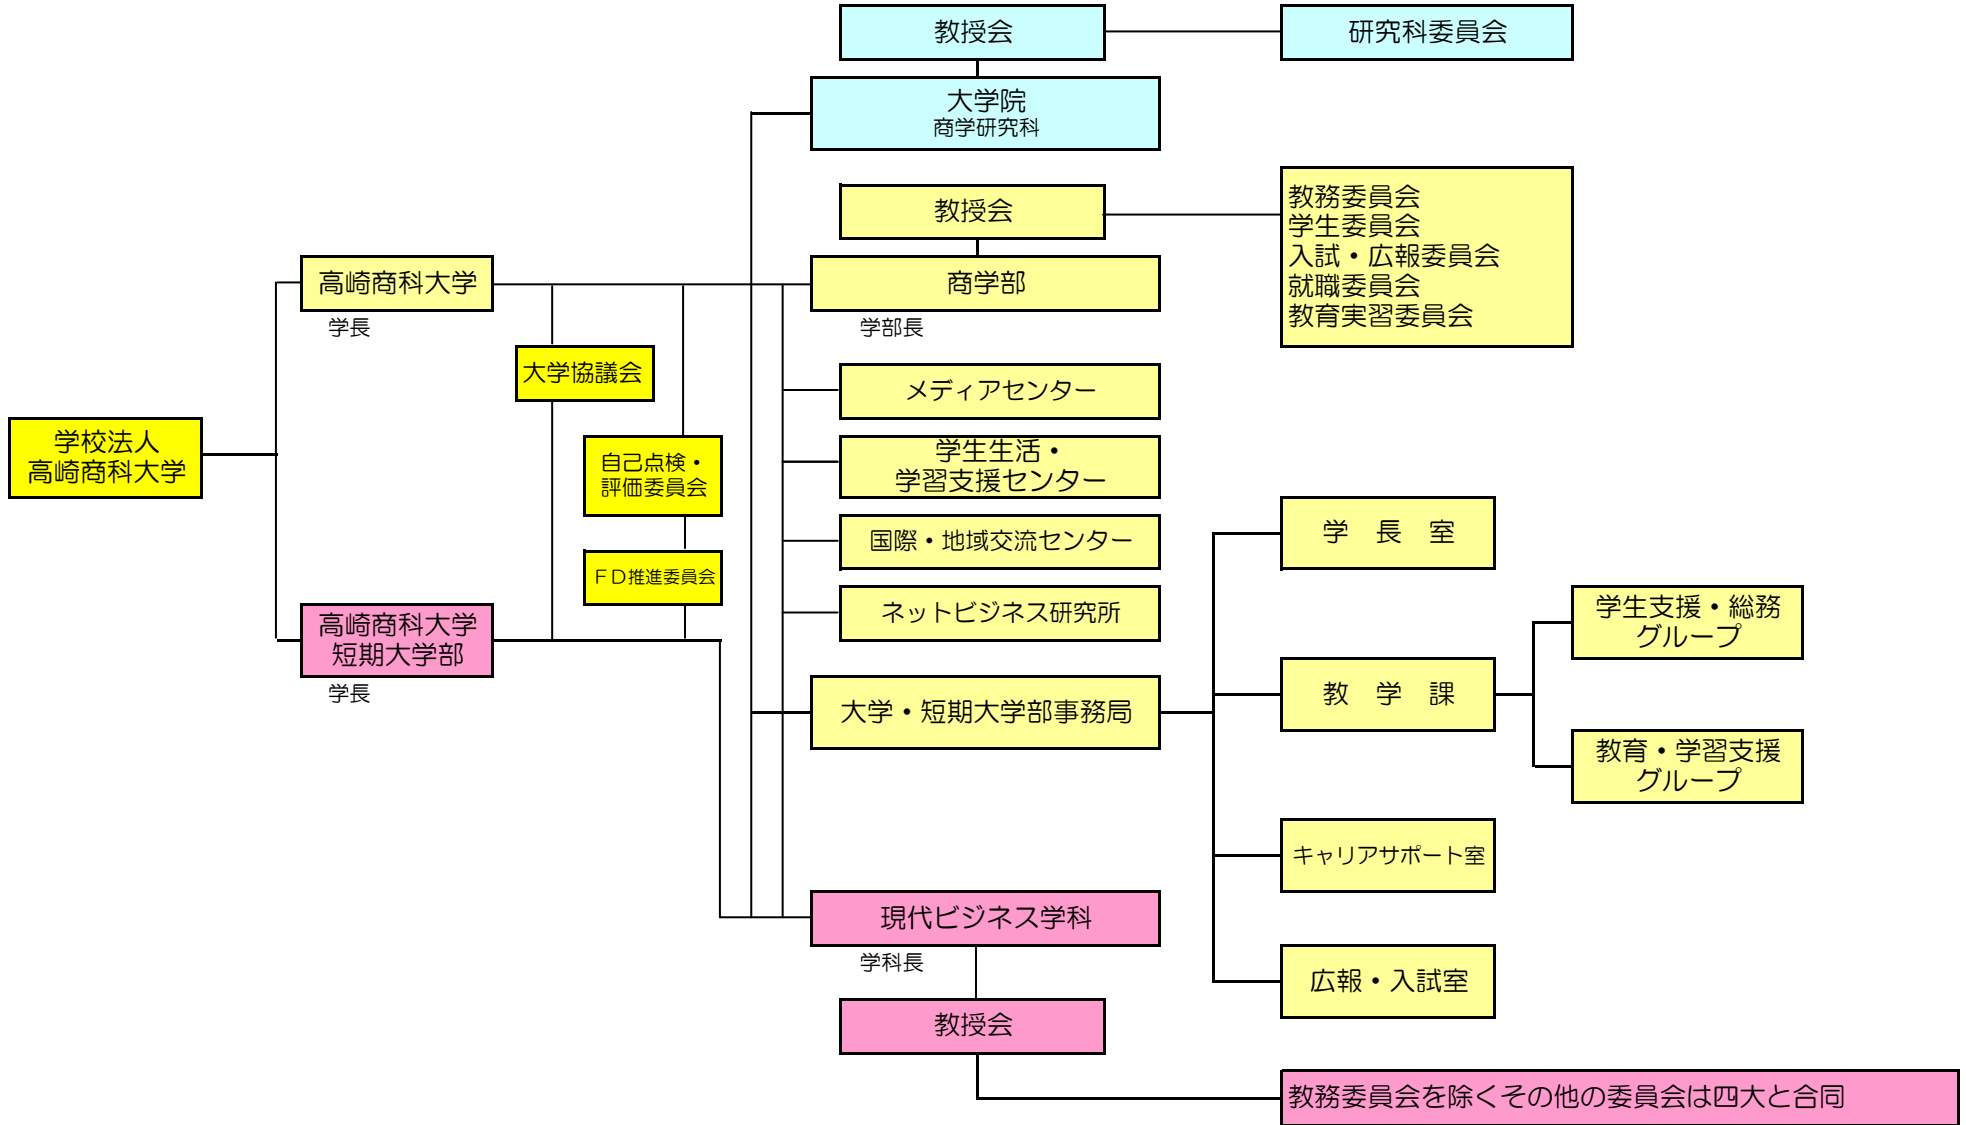 教授会
研究科委員会
大学院
商学研究科
教授会
教務委員会
学生委員会
入試・広報委員会
就職委員会
教育実習委員会
高崎商科大学
学長
商学部
学部長
大学協議会
メディアセンター
学校法人
高崎商科大学
自己点検・
評価委員会
学生生活・
学習支援センター
国際・地域交流センター
学　長　室
ＦＤ推進委員会
ネットビジネス研究所
学生支援・総務
グループ
高崎商科大学
短期大学部
学長
大学・短期大学部事務局
教　学　課
教育・学習支援
グループ
キャリアサポート室
現代ビジネス学科
学科長
広報・入試室
教授会
教務委員会を除くその他の委員会は四大と合同